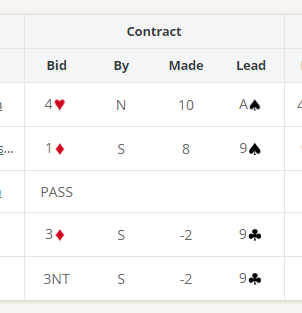 Contract
Bid By Made Lead
4♥ N 10 A♠
1♦ S 8 9♠
PASS
3♦ S -2 9♣
3NT S -2 9♣